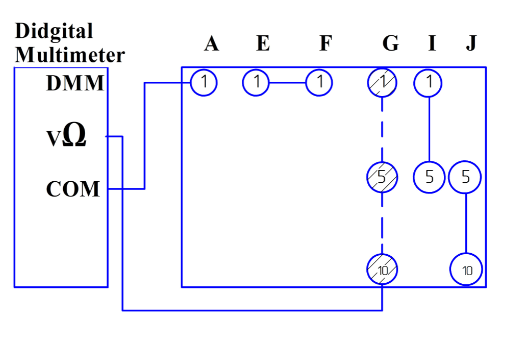 Didgital
Multimeter
A E F G I J
DMM
1 1 1 1 1
VΩ
5 5 5
COM
10 10